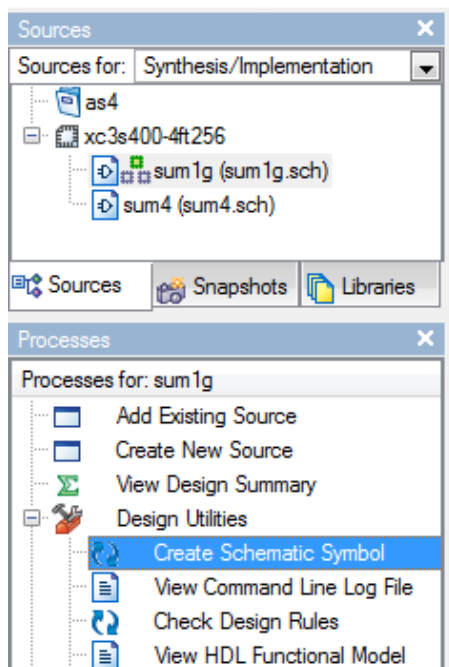 Sources
Sources for: Synthesis/Implementation
as4
xc3s400-4ft256
sum1g (sum1g.sch)
sum4 (sum4.sch)
Sources Snapshots Libraries
Processes
Processes for: sum1g
Add Existing Source
Create New Source
View Design Summary
Design Utilities
Create Schematic Symbol
View Command Line Log File
Check Design Rules
View HDL Functional Model